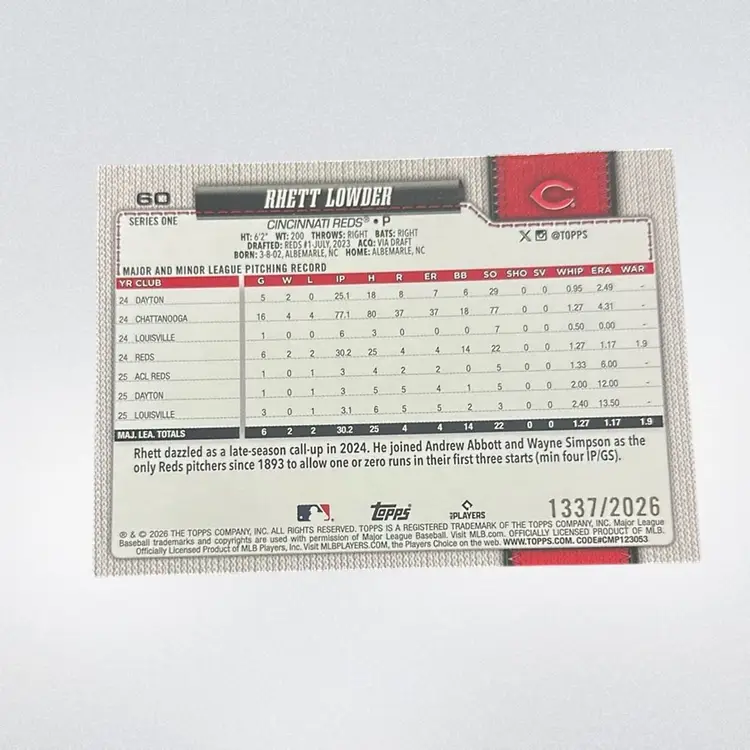 60
RHETT LOWDER
SERIES ONE
CINCINNATI REDS® • P
HT: 6'2" WT: 200 THROWS: RIGHT BATS: RIGHT
DRAFTED: REDS #1-JULY, 2023 ACQ: VIA DRAFT
BORN: 3-8-02, ALBEMARLE, NC HOME: ALBEMARLE, NC
C
X @TOPPS
MAJOR AND MINOR LEAGUE PITCHING RECORD
YR CLUB G W L IP H R ER BB SO SHO SV WHIP ERA WAR
24 DAYTON 5 2 0 25.1 18 8 7 6 29 0 0 0.95 2.49 -
24 CHATTANOOGA 16 4 4 77.1 80 37 37 18 77 0 0 1.27 4.31 -
24 LOUISVILLE 1 0 0 6 3 0 0 0 7 0 0 0.50 0.00 -
24 REDS 6 2 2 30.2 25 4 4 14 22 0 0 1.27 1.17 1.9
25 ACL REDS 1 0 1 3 4 2 2 0 5 0 0 1.33 6.00 -
25 DAYTON 1 0 1 3 5 5 4 1 5 0 0 2.00 12.00 -
25 LOUISVILLE 3 0 1 3.1 6 5 5 2 3 0 0 2.40 13.50 -
MAJ. LEA. TOTALS 6 2 2 30.2 25 4 4 14 22 0 0 1.27 1.17 1.9
Rhett dazzled as a late-season call-up in 2024. He joined Andrew Abbott and Wayne Simpson as the
only Reds pitchers since 1893 to allow one or zero runs in their first three starts (min four IP/GS).
topps
PLAYERS
1337/2026
® & © 2026 THE TOPPS COMPANY, INC. ALL RIGHTS RESERVED. TOPPS IS A REGISTERED TRADEMARK OF THE TOPPS COMPANY, INC. Major League
Baseball trademarks and copyrights are used with permission of Major League Baseball. Visit MLB.com. OFFICIALLY LICENSED PRODUCT OF MLB.
Officially Licensed Product of MLB Players, Inc. Visit MLBPLAYERS.COM, the Players Choice on the web. WWW.TOPPS.COM. CODE#CMP123053